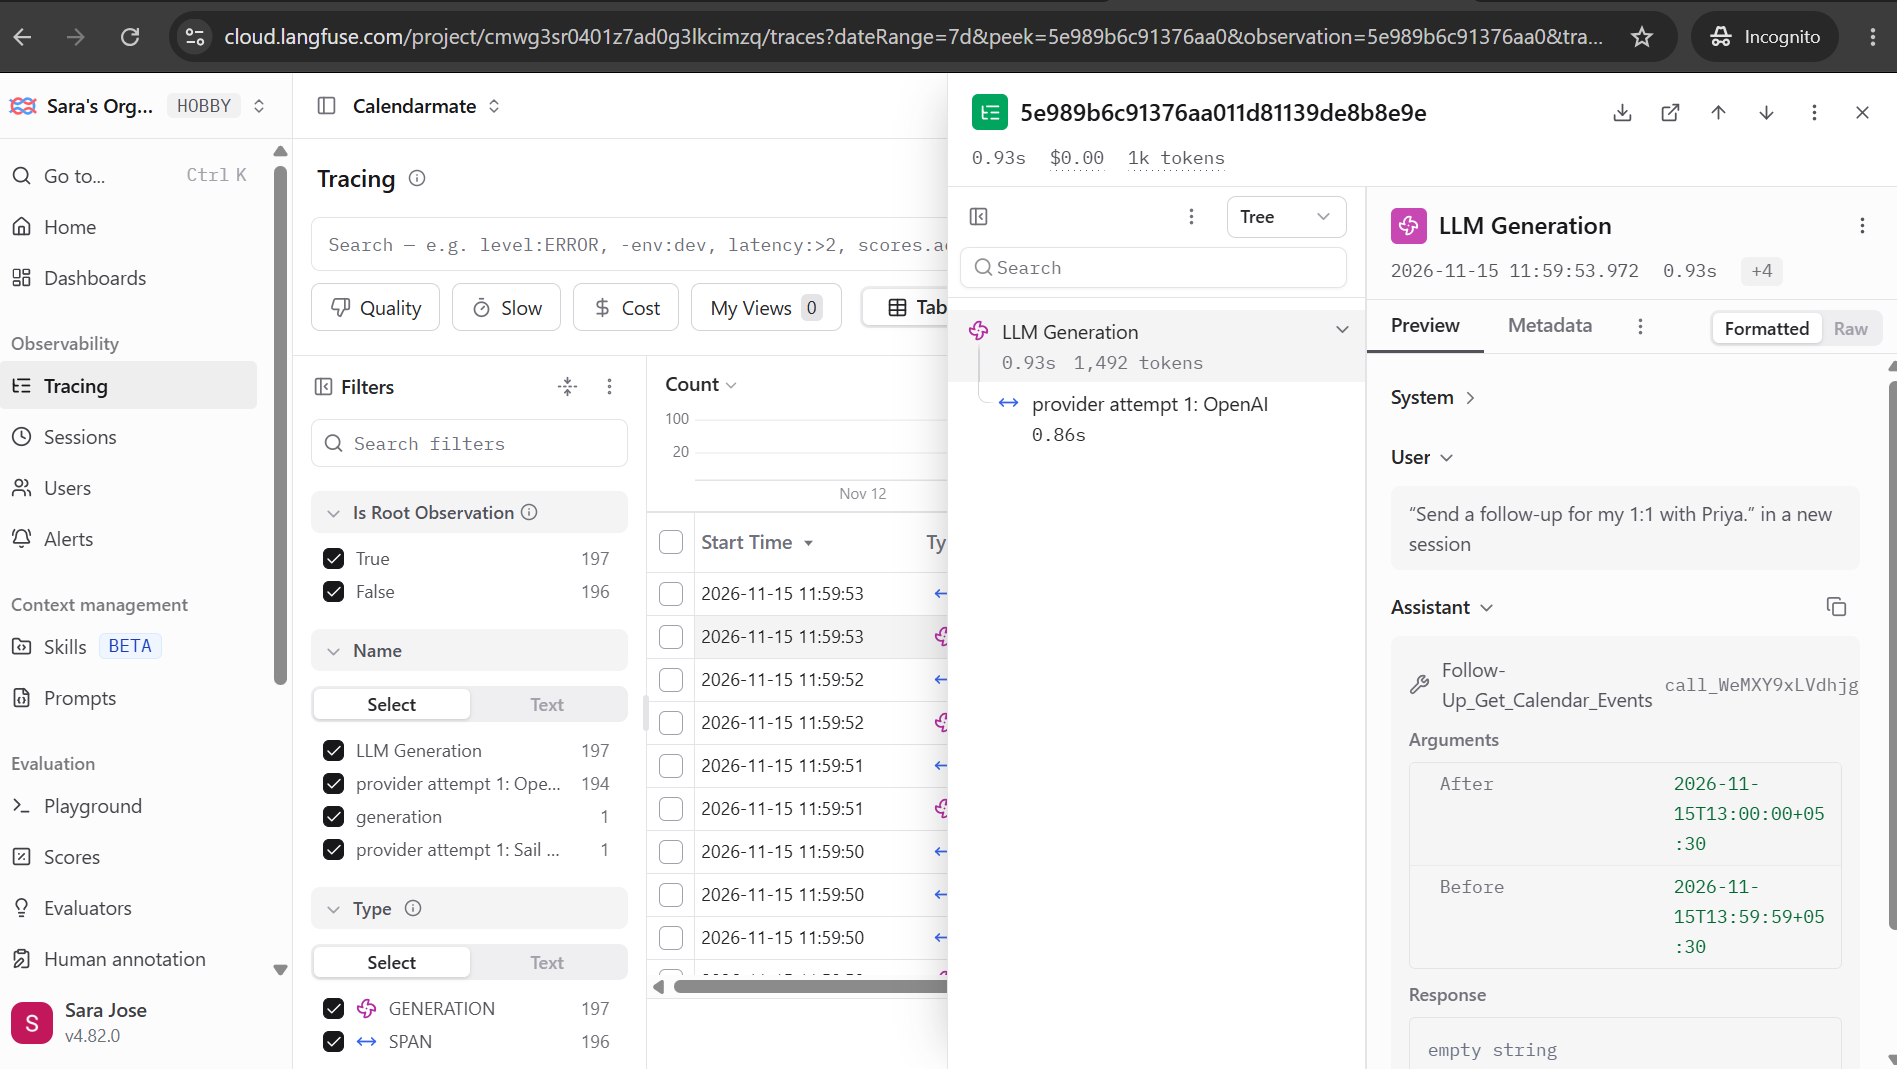 cloud.langfuse.com/project/cmwg3sr0401z7ad0g3lkcimzq/traces?dateRange=7d&peek=5e989b6c91376aa0&observation=5e989b6c91376aa0&tra...
Incognito
Sara's Org... HOBBY
Go to... Ctrl K
Home
Dashboards
Observability
Tracing
Sessions
Users
Alerts
Context management
Skills BETA
Prompts
Evaluation
Playground
Scores
Evaluators
Human annotation
S
Sara Jose
v4.82.0
Calendarmate
Tracing
Search — e.g. level:ERROR, -env:dev, latency:>2, scores.ac
Quality
Slow
Cost
My Views 0
Tab
Filters
Search filters
Is Root Observation
True 197
False 196
Name
Select Text
LLM Generation 197
provider attempt 1: Ope... 194
generation 1
provider attempt 1: Sail ... 1
Type
Select Text
GENERATION 197
SPAN 196
Count
100
20
Nov 12
Start Time Ty
2026-11-15 11:59:53
2026-11-15 11:59:53
2026-11-15 11:59:52
2026-11-15 11:59:52
2026-11-15 11:59:51
2026-11-15 11:59:51
2026-11-15 11:59:50
2026-11-15 11:59:50
2026-11-15 11:59:50
5e989b6c91376aa011d81139de8b8e9e
0.93s $0.00 1k tokens
Tree
Search
LLM Generation
0.93s 1,492 tokens
provider attempt 1: OpenAI
0.86s
LLM Generation
2026-11-15 11:59:53.972 0.93s +4
Preview Metadata
Formatted Raw
System
User
“Send a follow-up for my 1:1 with Priya.” in a new
session
Assistant
Follow-
Up_Get_Calendar_Events
call_WeMXY9xLVdhjg
Arguments
After
2026-11-
15T13:00:00+05
:30
Before
2026-11-
15T13:59:59+05
:30
Response
empty string